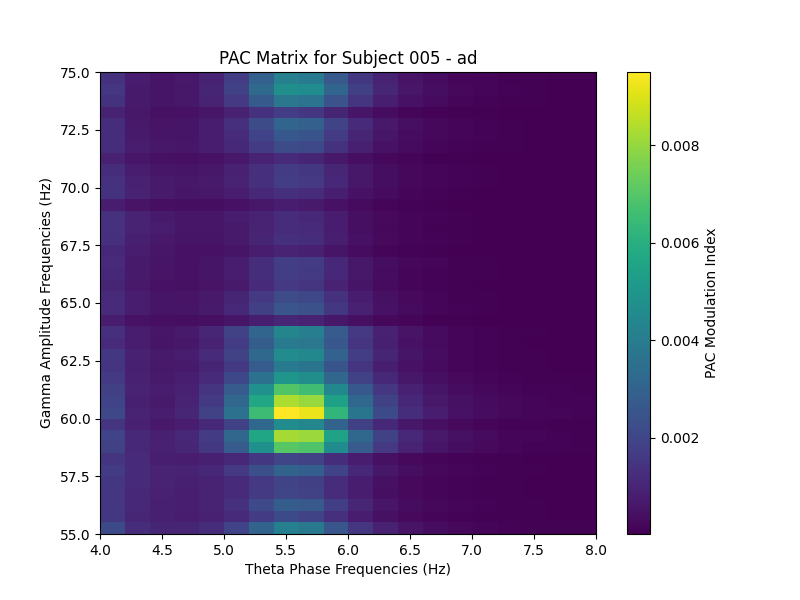 PAC Matrix for Subject 005 - ad
75.0
72.5
70.0
67.5
65.0
62.5
60.0
57.5
55.0
Gamma Amplitude Frequencies (Hz)
4.0 4.5 5.0 5.5 6.0 6.5 7.0 7.5 8.0
Theta Phase Frequencies (Hz)
0.008
0.006
0.004
0.002
PAC Modulation Index